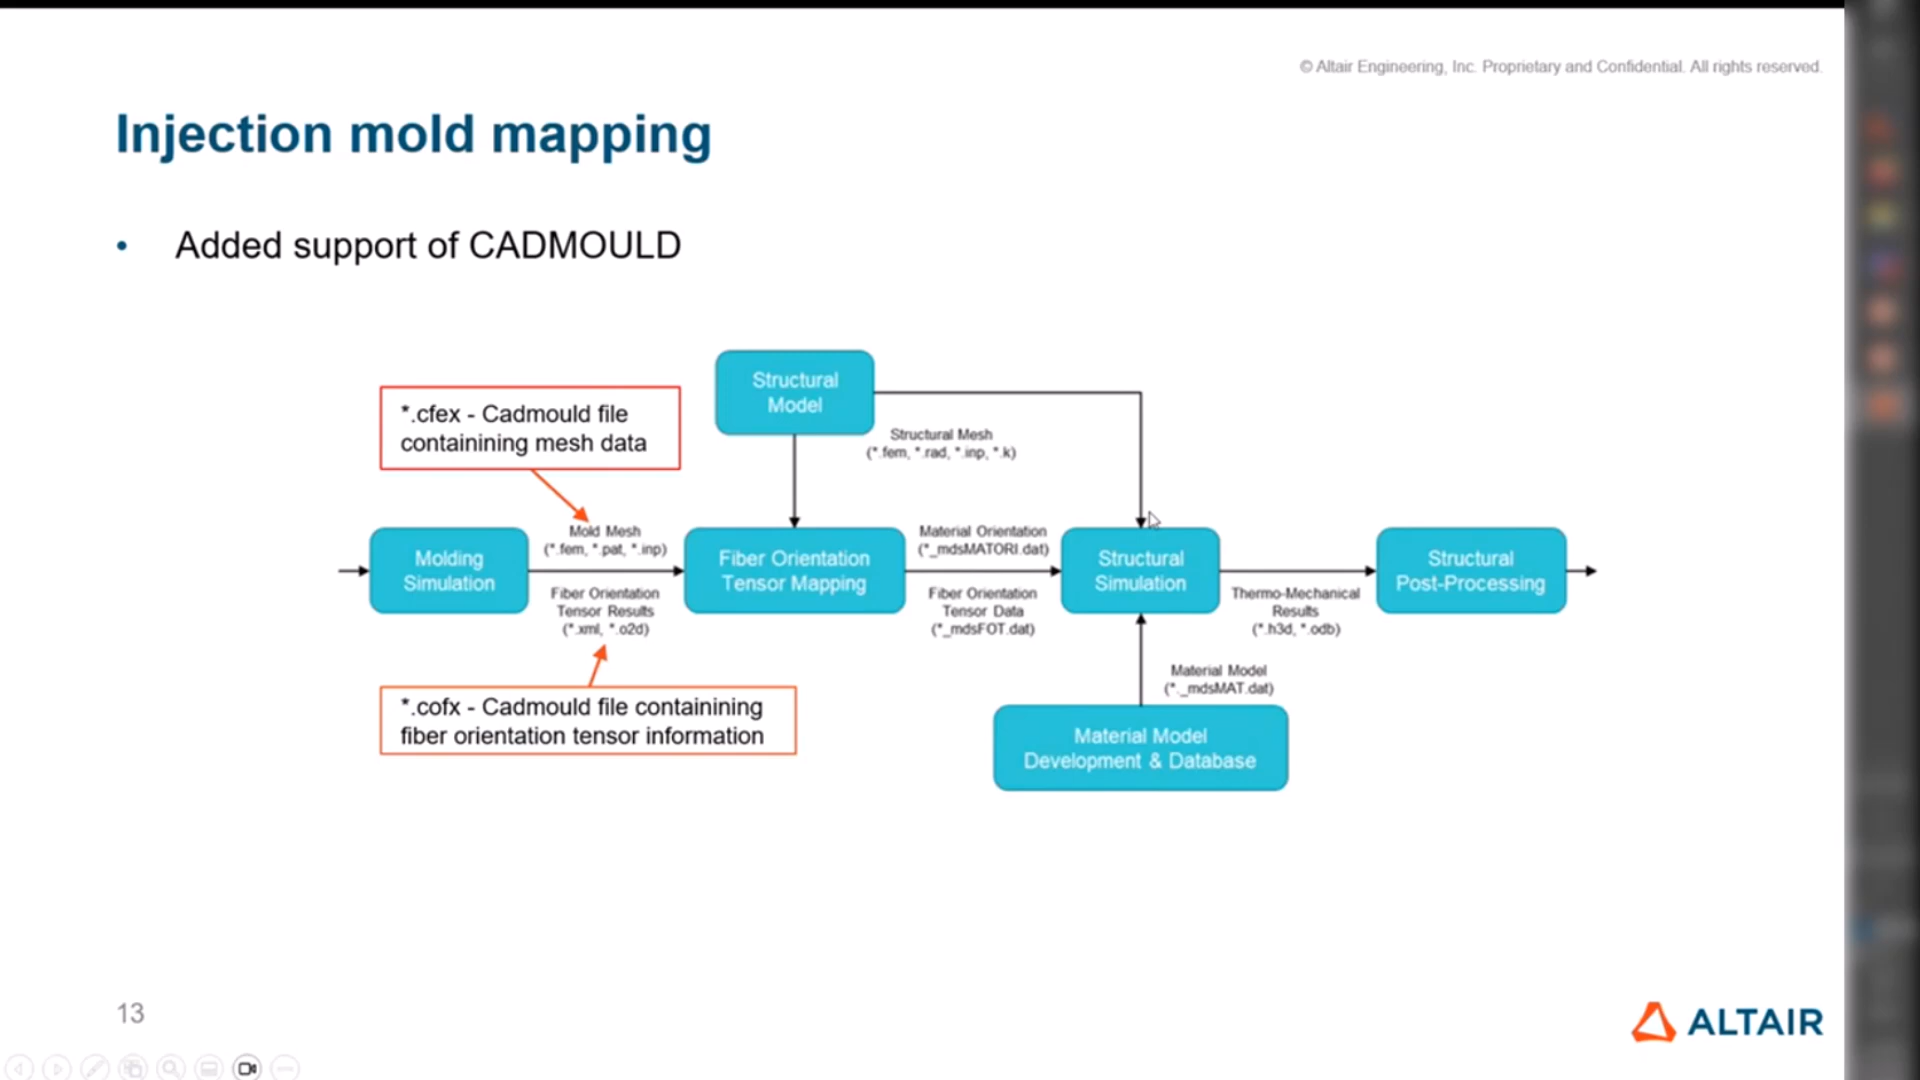 © Altair Engineering, Inc. Proprietary and Confidential. All rights reserved.
Injection mold mapping
• Added support of CADMOULD
*.cfex - Cadmould file
containining mesh data
Structural
Model
Structural Mesh
(*.fem, *.rad, *.inp, *.k)
Molding
Simulation
Mold Mesh
(*.fem, *.pat, *.inp)
Fiber Orientation
Tensor Results
(*.xml, *.o2d)
Fiber Orientation
Tensor Mapping
Material Orientation
(*_mdsMATORI.dat)
Fiber Orientation
Tensor Data
(*_mdsFOT.dat)
Structural
Simulation
Thermo-Mechanical
Results
(*.h3d, *.odb)
Structural
Post-Processing
*.cofx - Cadmould file containining
fiber orientation tensor information
Material Model
(*._mdsMAT.dat)
Material Model
Development & Database
13
ALTAIR